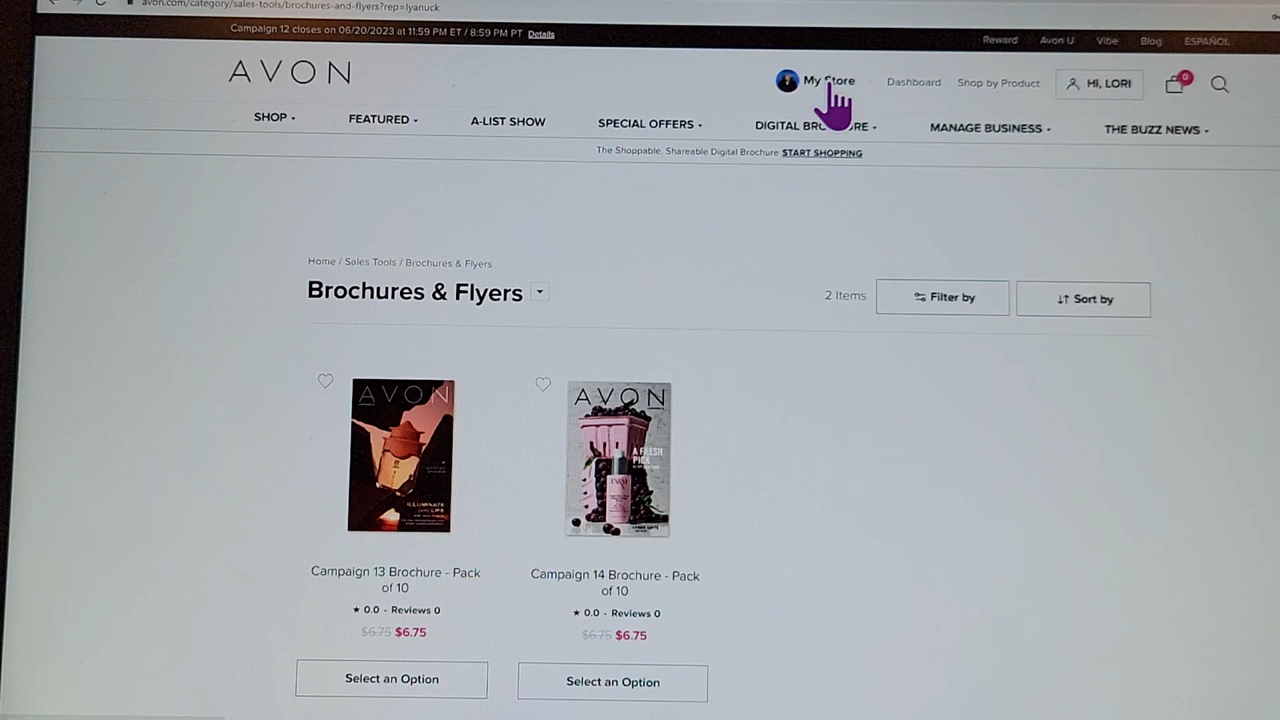 avon.com/category/sales-tools/brochures-and-flyers?rep=lyanuck
Campaign 12 closes on 06/20/2023 at 11:59 PM ET / 8:59 PM PT Details
Reward Avon U Vibe Blog ESPAÑOL
AVON
My Store Dashboard Shop by Product Hi, LORI 0
SHOP FEATURED A-LIST SHOW SPECIAL OFFERS DIGITAL MANAGE BUSINESS THE BUZZ NEWS
The Shoppable, Shareable Digital Brochure START SHOPPING
Home / Sales Tools / Brochures & Flyers
Brochures & Flyers
2 Items Filter by Sort by
AVON
ILLUMINATE
LIFE
AVON
A FRESH
PICK
FARM
Campaign 13 Brochure - Pack
of 10
★ 0.0 - Reviews 0
$6.75 $6.75
Select an Option
Campaign 14 Brochure - Pack
of 10
★ 0.0 - Reviews 0
$6.75 $6.75
Select an Option